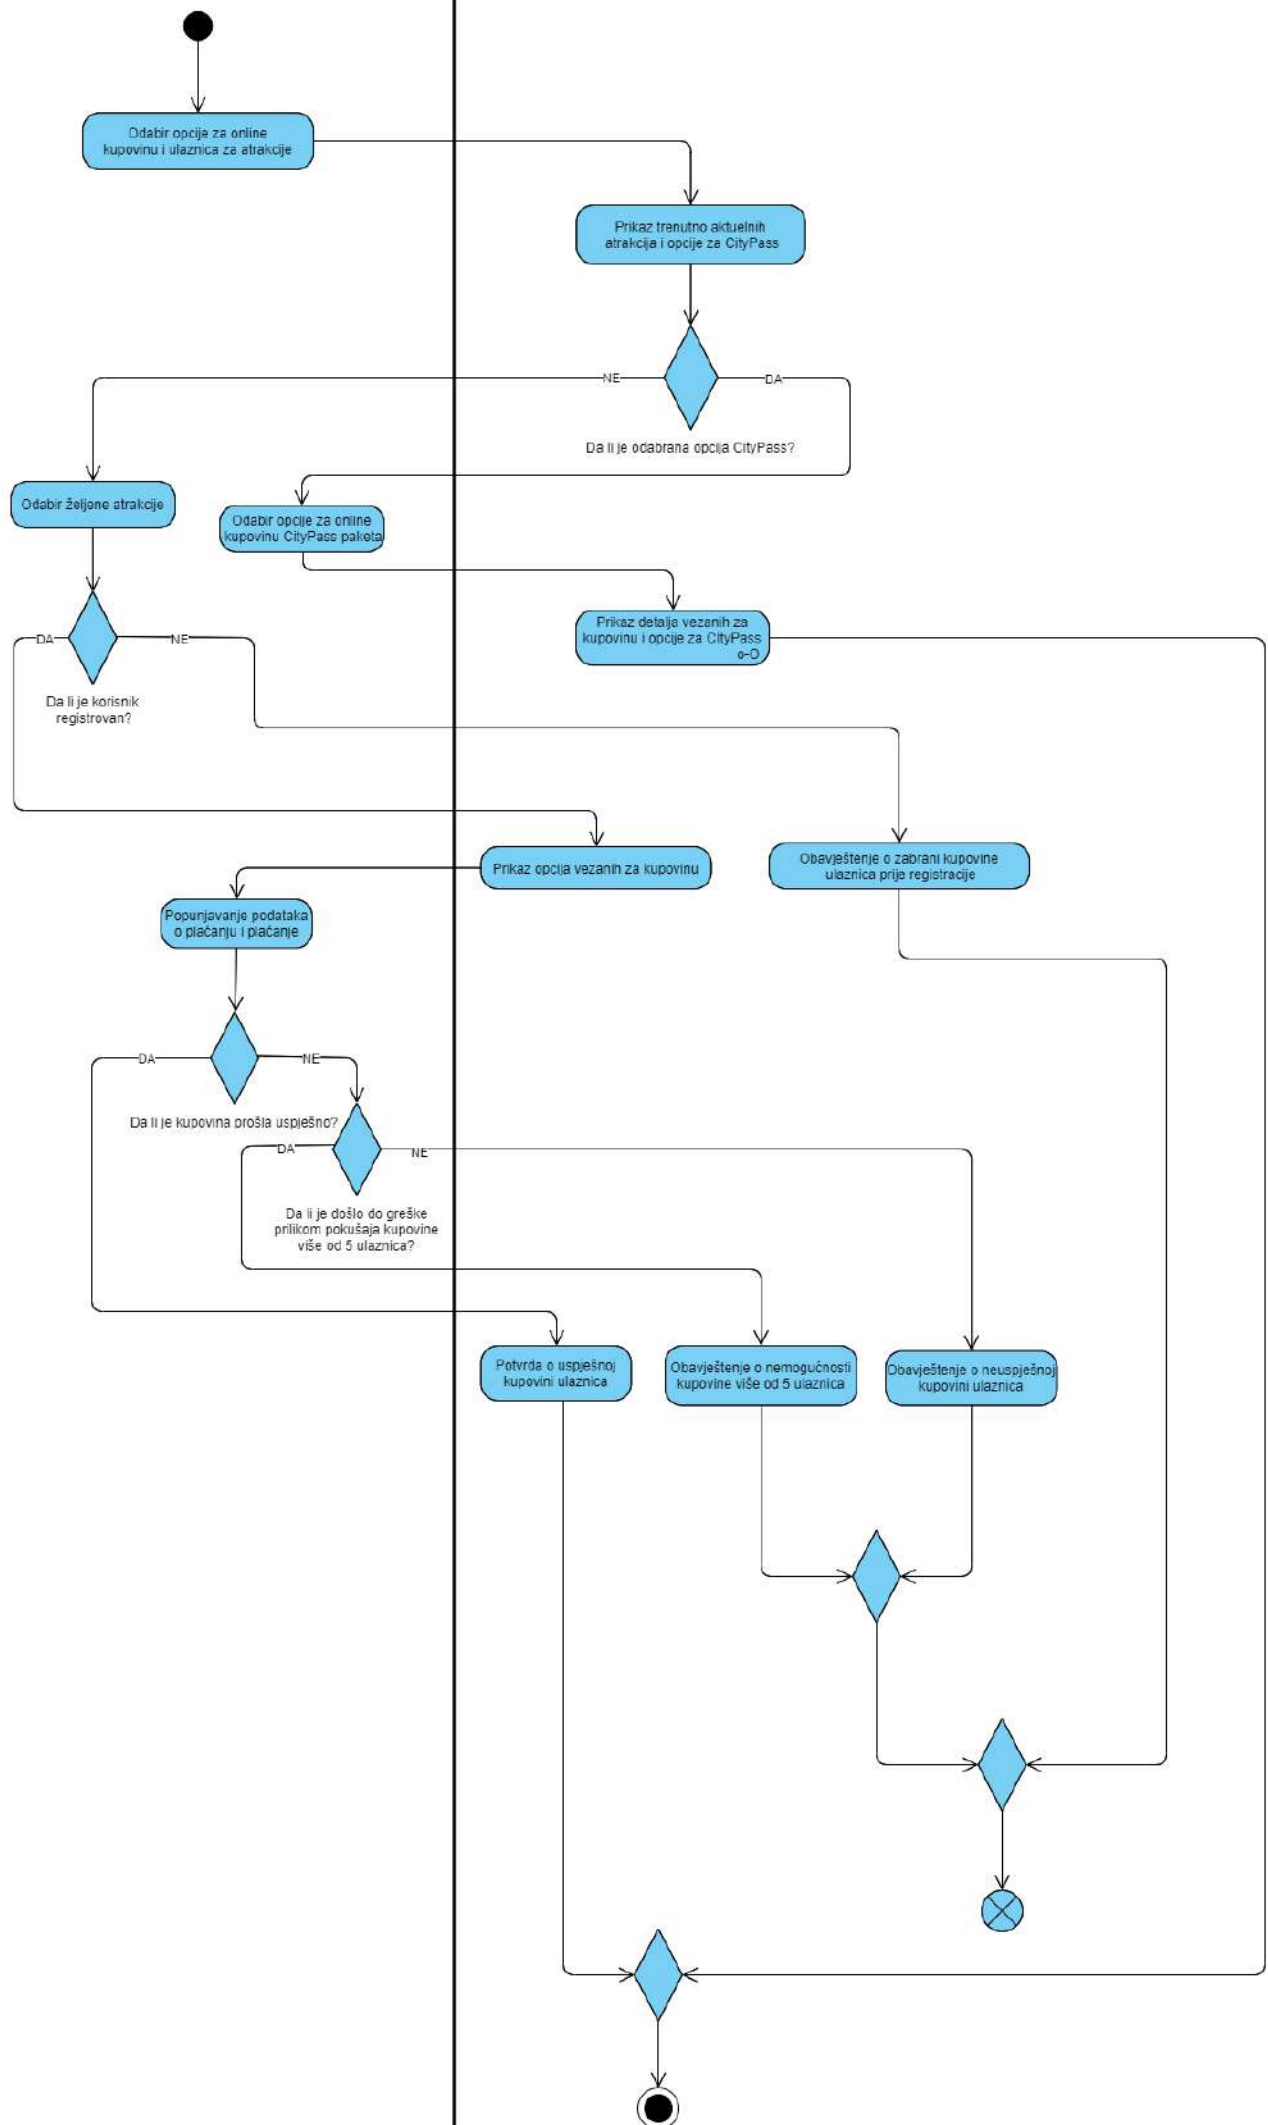 Odabir opcije za online
kupovinu i ulaznica za atrakcije
Prikaz trenutno aktuelnih
atrakcija i opcije za CityPass
NE
DA
Da li je odabrana opcija CityPass?
Odabir željene atrakcije
Odabir opcije za online
kupovinu CityPass paketa
Prikaz detalja vezanih za
kupovinu i opcije za CityPass
DA
NE
Da li je korisnik
registrovan?
Prikaz opcija vezanih za kupovinu
Obavještenje o zabrani kupovine
ulaznica prije registracije
Popunjavanje podataka
o plaćanju i plaćanje
DA
NE
Da li je kupovina prošla uspješno?
DA
NE
Da li je došlo do greške
prilikom pokušaja kupovine
više od 5 ulaznica?
Potvrda o uspješnoj
kupovini ulaznica
Obavještenje o nemogućnosti
kupovine više od 5 ulaznica
Obavještenje o neuspješnoj
kupovini ulaznica